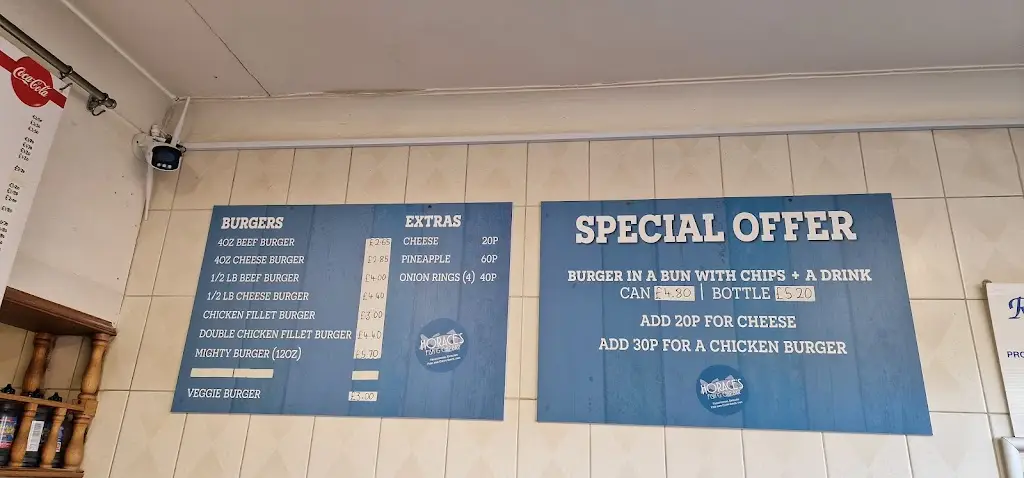 Coca-Cola
BURGERS
4OZ BEEF BURGER £2.65
4OZ CHEESE BURGER £2.85
1/2 LB BEEF BURGER £4.00
1/2 LB CHEESE BURGER £4.40
CHICKEN FILLET BURGER £3.00
DOUBLE CHICKEN FILLET BURGER £4.40
MIGHTY BURGER (12OZ)
VEGGIE BURGER £3.00
EXTRAS
CHEESE 20P
PINEAPPLE 60P
ONION RINGS (4) 40P
HORACE'S
SPECIAL OFFER
BURGER IN A BUN WITH CHIPS + A DRINK
CAN £4.80 | BOTTLE £5.20
ADD 20P FOR CHEESE
ADD 30P FOR A CHICKEN BURGER
HORACE'S
PRO